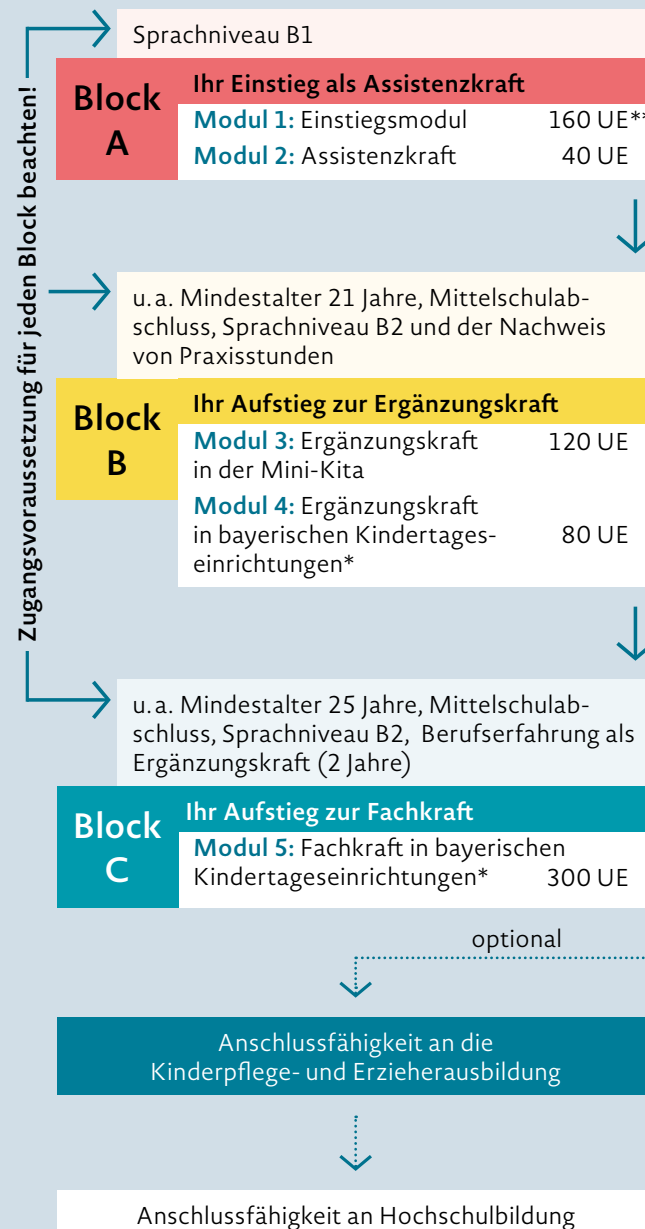 Zugangsvoraussetzung für jeden Block beachten!
Sprachniveau B1
Block
A
Ihr Einstieg als Assistenzkraft
Modul 1: Einstiegsmodul 160 UE**
Modul 2: Assistenzkraft 40 UE
u. a. Mindestalter 21 Jahre, Mittelschulab-
schluss, Sprachniveau B2 und der Nachweis
von Praxisstunden
Block
B
Ihr Aufstieg zur Ergänzungskraft
Modul 3: Ergänzungskraft 120 UE
in der Mini-Kita
Modul 4: Ergänzungskraft
in bayerischen Kindertages- 80 UE
einrichtungen*
u. a. Mindestalter 25 Jahre, Mittelschulab-
schluss, Sprachniveau B2, Berufserfahrung als
Ergänzungskraft (2 Jahre)
Block
C
Ihr Aufstieg zur Fachkraft
Modul 5: Fachkraft in bayerischen
Kindertageseinrichtungen* 300 UE
optional
Anschlussfähigkeit an die
Kinderpflege- und Erzieherausbildung
Anschlussfähigkeit an Hochschulbildung